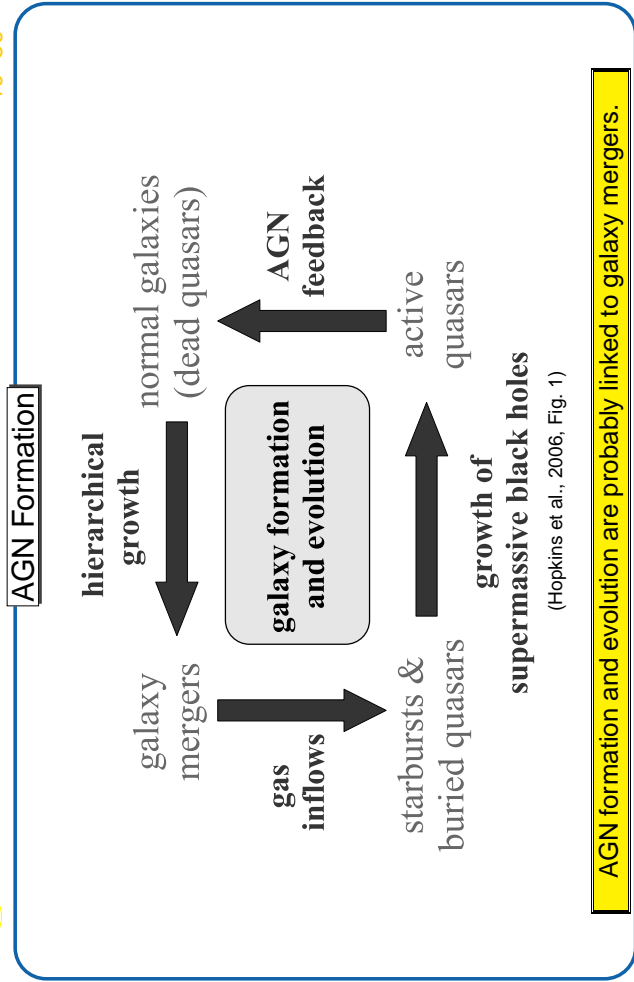 AGN Formation
hierarchical
growth
galaxy
mergers
normal galaxies
(dead quasars)
gas
inflows
galaxy formation
and evolution
AGN
feedback
starbursts &
buried quasars
active
quasars
growth of
supermassive black holes
(Hopkins et al., 2006, Fig. 1)
AGN formation and evolution are probably linked to galaxy mergers.